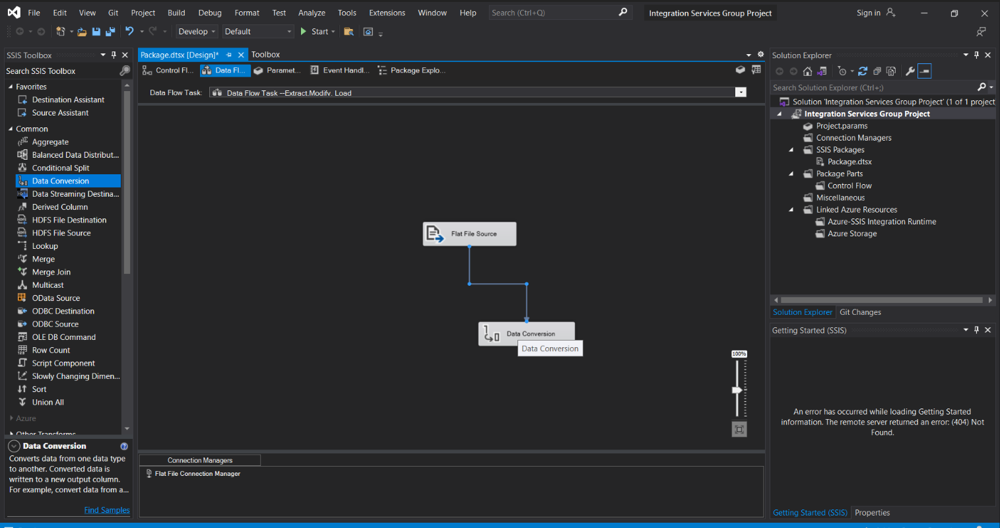 File Edit View Git Project Build Debug Format Test Analyze Tools Extensions Window Help Search (Ctrl+Q) Integration Services Group Project Sign in
Develop Default Start
SSIS Toolbox
Search SSIS Toolbox
Favorites
Destination Assistant
Source Assistant
Common
Aggregate
Balanced Data Distribut...
Conditional Split
Data Conversion
Data Streaming Destina...
Derived Column
HDFS File Destination
HDFS File Source
Lookup
Merge
Merge Join
Multicast
OData Source
ODBC Destination
ODBC Source
OLE DB Command
Row Count
Script Component
Slowly Changing Dimen...
Sort
Union All
Azure
Other Transforms
Data Conversion
Converts data from one data type
to another. Converted data is
written to a new output column.
For example, convert data from a...
Find Samples
Package.dtsx [Design]* Toolbox
Control Fl... Data Fl... Paramet... Event Handl... Package Explo...
Data Flow Task: Data Flow Task --Extract.Modify. Load
Flat File Source
Data Conversion
Data Conversion
100%
Connection Managers
Flat File Connection Manager
Solution Explorer
Search Solution Explorer (Ctrl+;)
Solution 'Integration Services Group Project' (1 of 1 project
Integration Services Group Project
Project.params
Connection Managers
SSIS Packages
Package.dtsx
Package Parts
Control Flow
Miscellaneous
Linked Azure Resources
Azure-SSIS Integration Runtime
Azure Storage
Solution Explorer Git Changes
Getting Started (SSIS)
An error has occurred while loading Getting Started
information. The remote server returned an error: (404) Not
Found.
Getting Started (SSIS) Properties